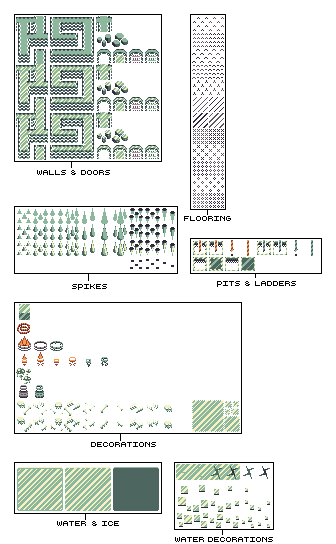 WALLS & DOORS
FLOORING
SPIKES
PITS & LADDERS
DECORATIONS
WATER & ICE
WATER DECORATIONS